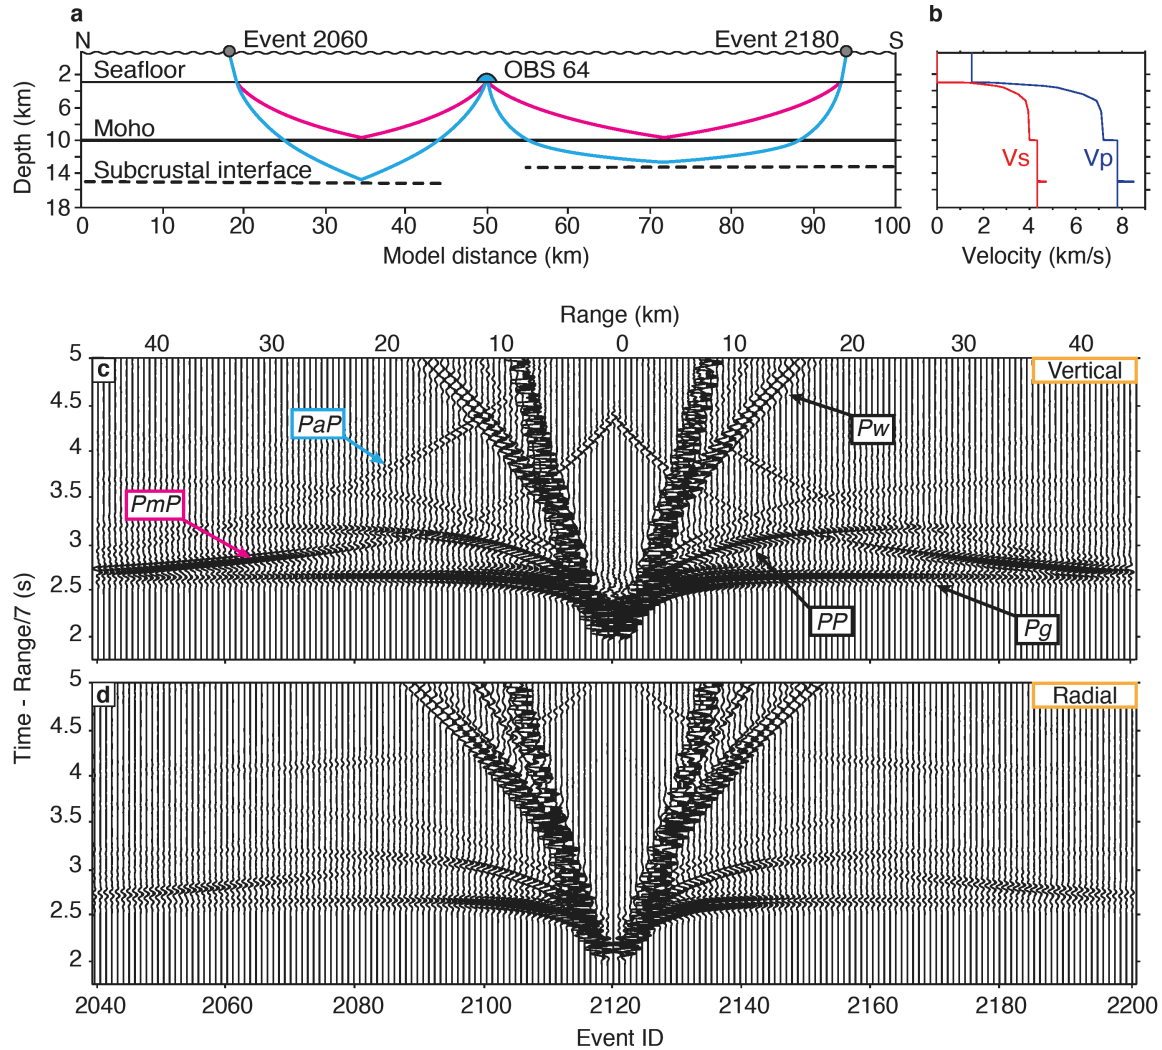 a
b
N
Event 2060
Event 2180
S
Seafloor
OBS 64
Moho
Subcrustal interface
Depth (km)
2
6
10
14
18
0
10
20
30
40
50
60
70
80
90
100
Model distance (km)
Vs
Vp
0
2
4
6
8
Velocity (km/s)
Range (km)
40
30
20
10
0
10
20
30
40
c
Vertical
5
4.5
4
3.5
3
2.5
2
PaP
PmP
Pw
PP
Pg
Time - Range/7 (s)
d
Radial
5
4.5
4
3.5
3
2.5
2
2040
2060
2080
2100
2120
2140
2160
2180
2200
Event ID